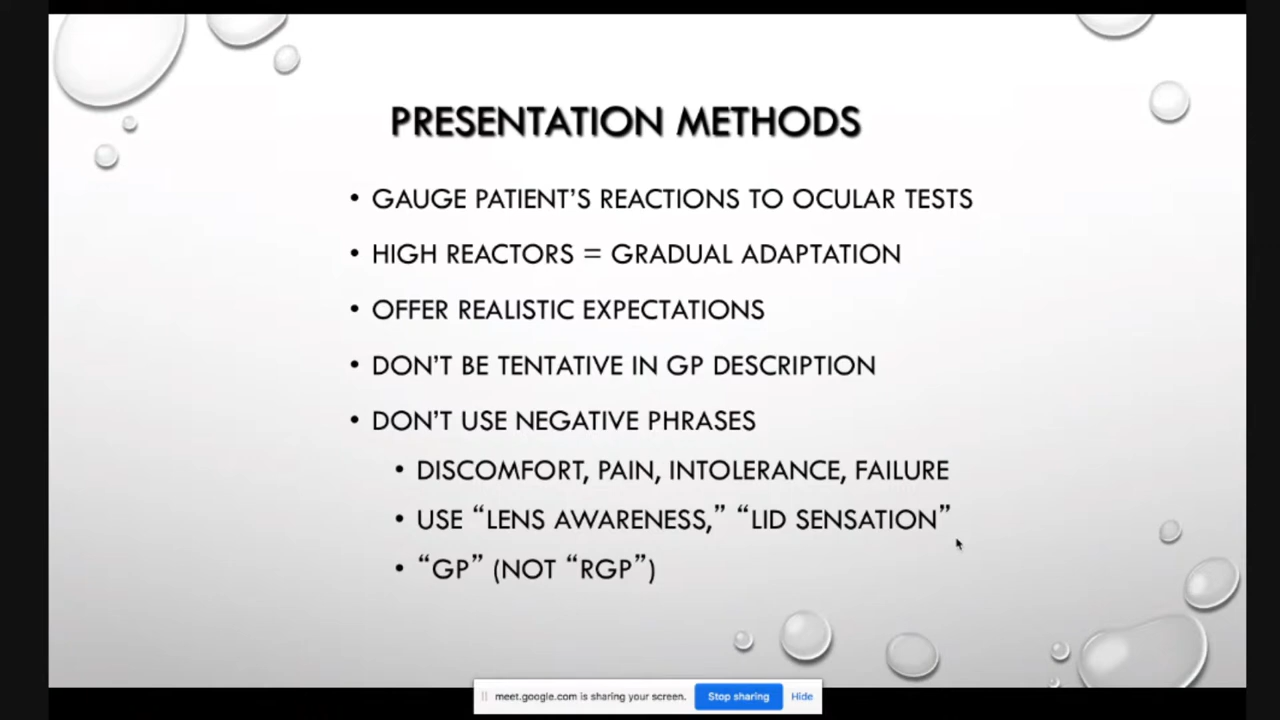 PRESENTATION METHODS
• GAUGE PATIENT’S REACTIONS TO OCULAR TESTS
• HIGH REACTORS = GRADUAL ADAPTATION
• OFFER REALISTIC EXPECTATIONS
• DON’T BE TENTATIVE IN GP DESCRIPTION
• DON’T USE NEGATIVE PHRASES
• DISCOMFORT, PAIN, INTOLERANCE, FAILURE
• USE “LENS AWARENESS,” “LID SENSATION”
• “GP” (NOT “RGP”)
meet.google.com is sharing your screen. Stop sharing Hide